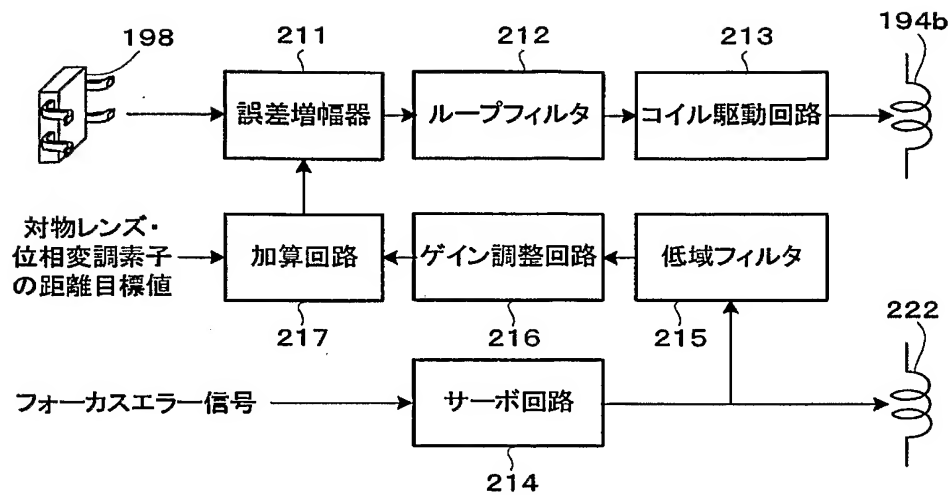 198
211
212
213
194b
誤差増幅器
ループフィルタ
コイル駆動回路
対物レンズ・
位相変調素子
の距離目標値
加算回路
ゲイン調整回路
低域フィルタ
217
216
215
222
フォーカスエラー信号
サーボ回路
214